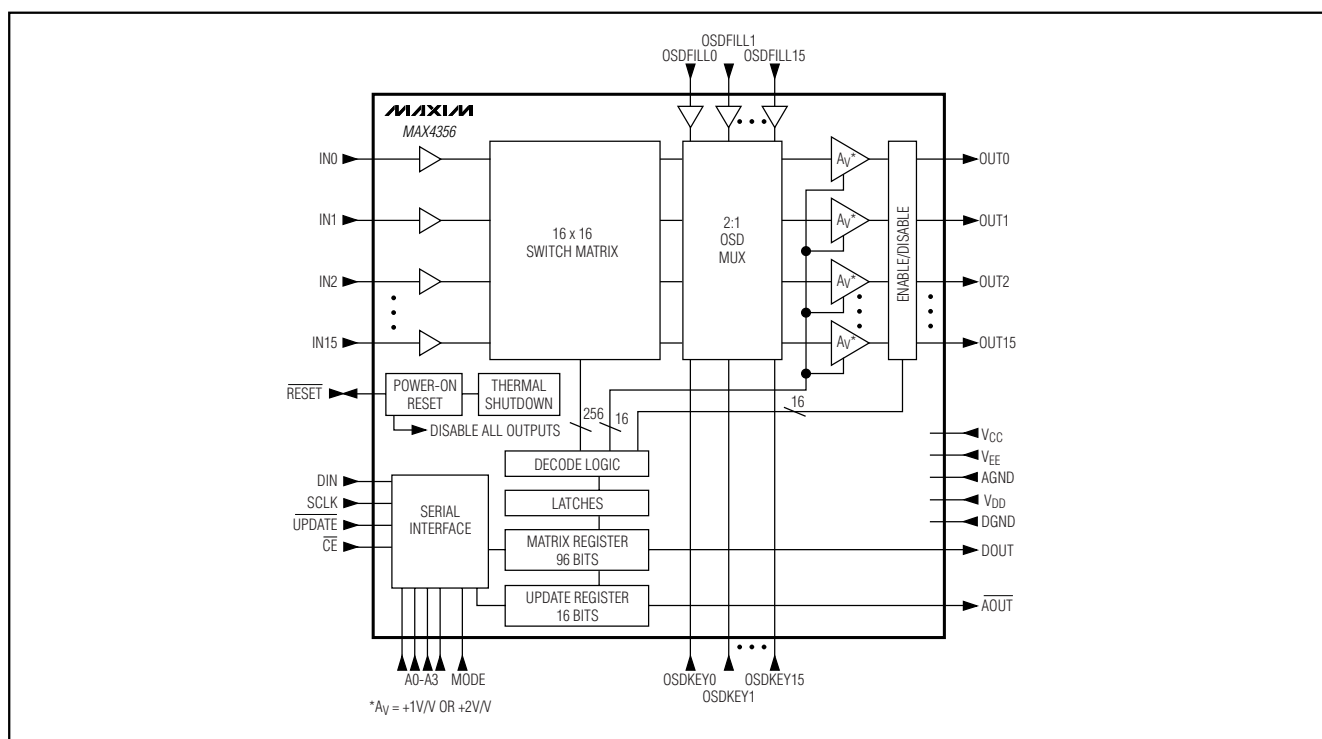 OSDFILL1
OSDFILL0 OSDFILL15
MAXIM
MAX4356
IN0
IN1
IN2
IN15
16 x 16
SWITCH MATRIX
2:1
OSD
MUX
AV*
AV*
AV*
AV*
ENABLE/DISABLE
OUT0
OUT1
OUT2
OUT15
RESET
POWER-ON
RESET
THERMAL
SHUTDOWN
DISABLE ALL OUTPUTS
256
16
16
VCC
VEE
AGND
VDD
DGND
DOUT
AOUT
DIN
SCLK
UPDATE
CE
SERIAL
INTERFACE
DECODE LOGIC
LATCHES
MATRIX REGISTER
96 BITS
UPDATE REGISTER
16 BITS
A0-A3 MODE
OSDKEY0 OSDKEY15
OSDKEY1
*AV = +1V/V OR +2V/V